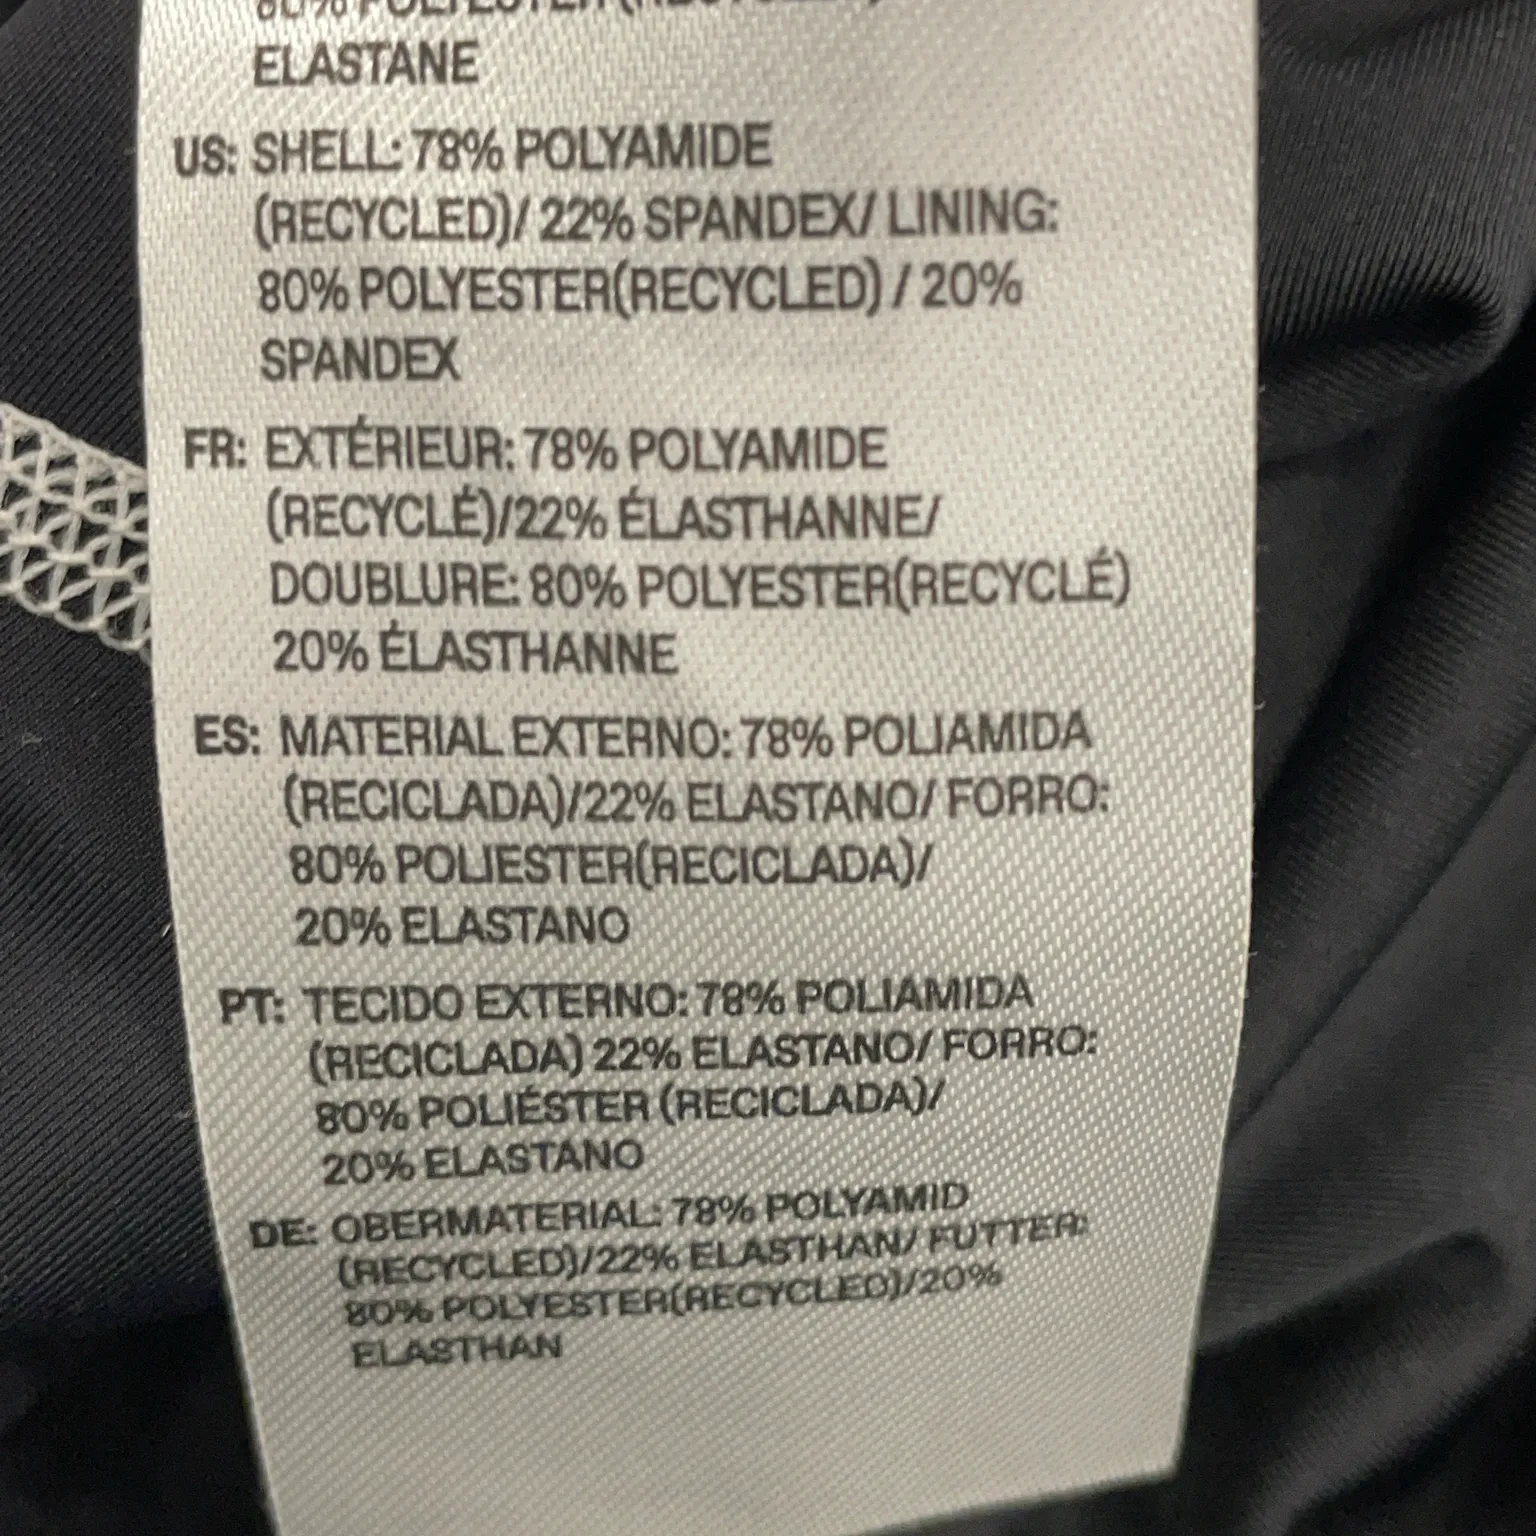 80% POLYESTER(RECYCLED)/
ELASTANE
US: SHELL: 78% POLYAMIDE
(RECYCLED)/ 22% SPANDEX/ LINING:
80% POLYESTER(RECYCLED) / 20%
SPANDEX
FR: EXTÉRIEUR: 78% POLYAMIDE
(RECYCLÉ)/22% ÉLASTHANNE/
DOUBLURE: 80% POLYESTER(RECYCLÉ)
20% ÉLASTHANNE
ES: MATERIAL EXTERNO: 78% POLIAMIDA
(RECICLADA)/22% ELASTANO/ FORRO:
80% POLIESTER(RECICLADA)/
20% ELASTANO
PT: TECIDO EXTERNO: 78% POLIAMIDA
(RECICLADA) 22% ELASTANO/ FORRO:
80% POLIÉSTER (RECICLADA)/
20% ELASTANO
DE: OBERMATERIAL: 78% POLYAMID
(RECYCLED)/22% ELASTHAN/ FUTTER:
80% POLYESTER(RECYCLED)/20%
ELASTHAN